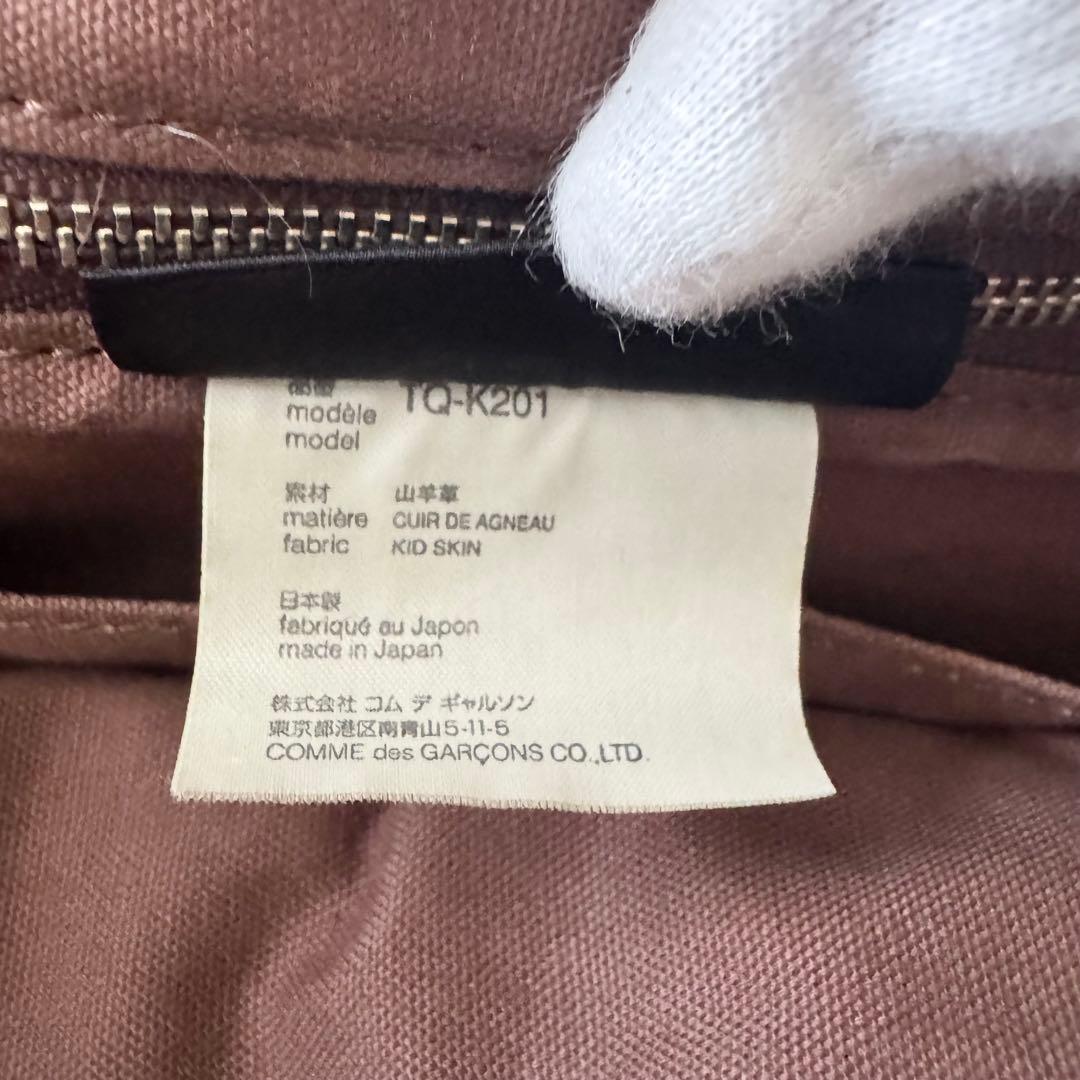 品番
modèle TQ-K201
model
素材 山羊革
matière CUIR DE AGNEAU
fabric KID SKIN
日本製
fabriqué au Japon
made in Japan
株式会社 コム デ ギャルソン
東京都港区南青山5-11-5
COMME des GARÇONS CO.,LTD.